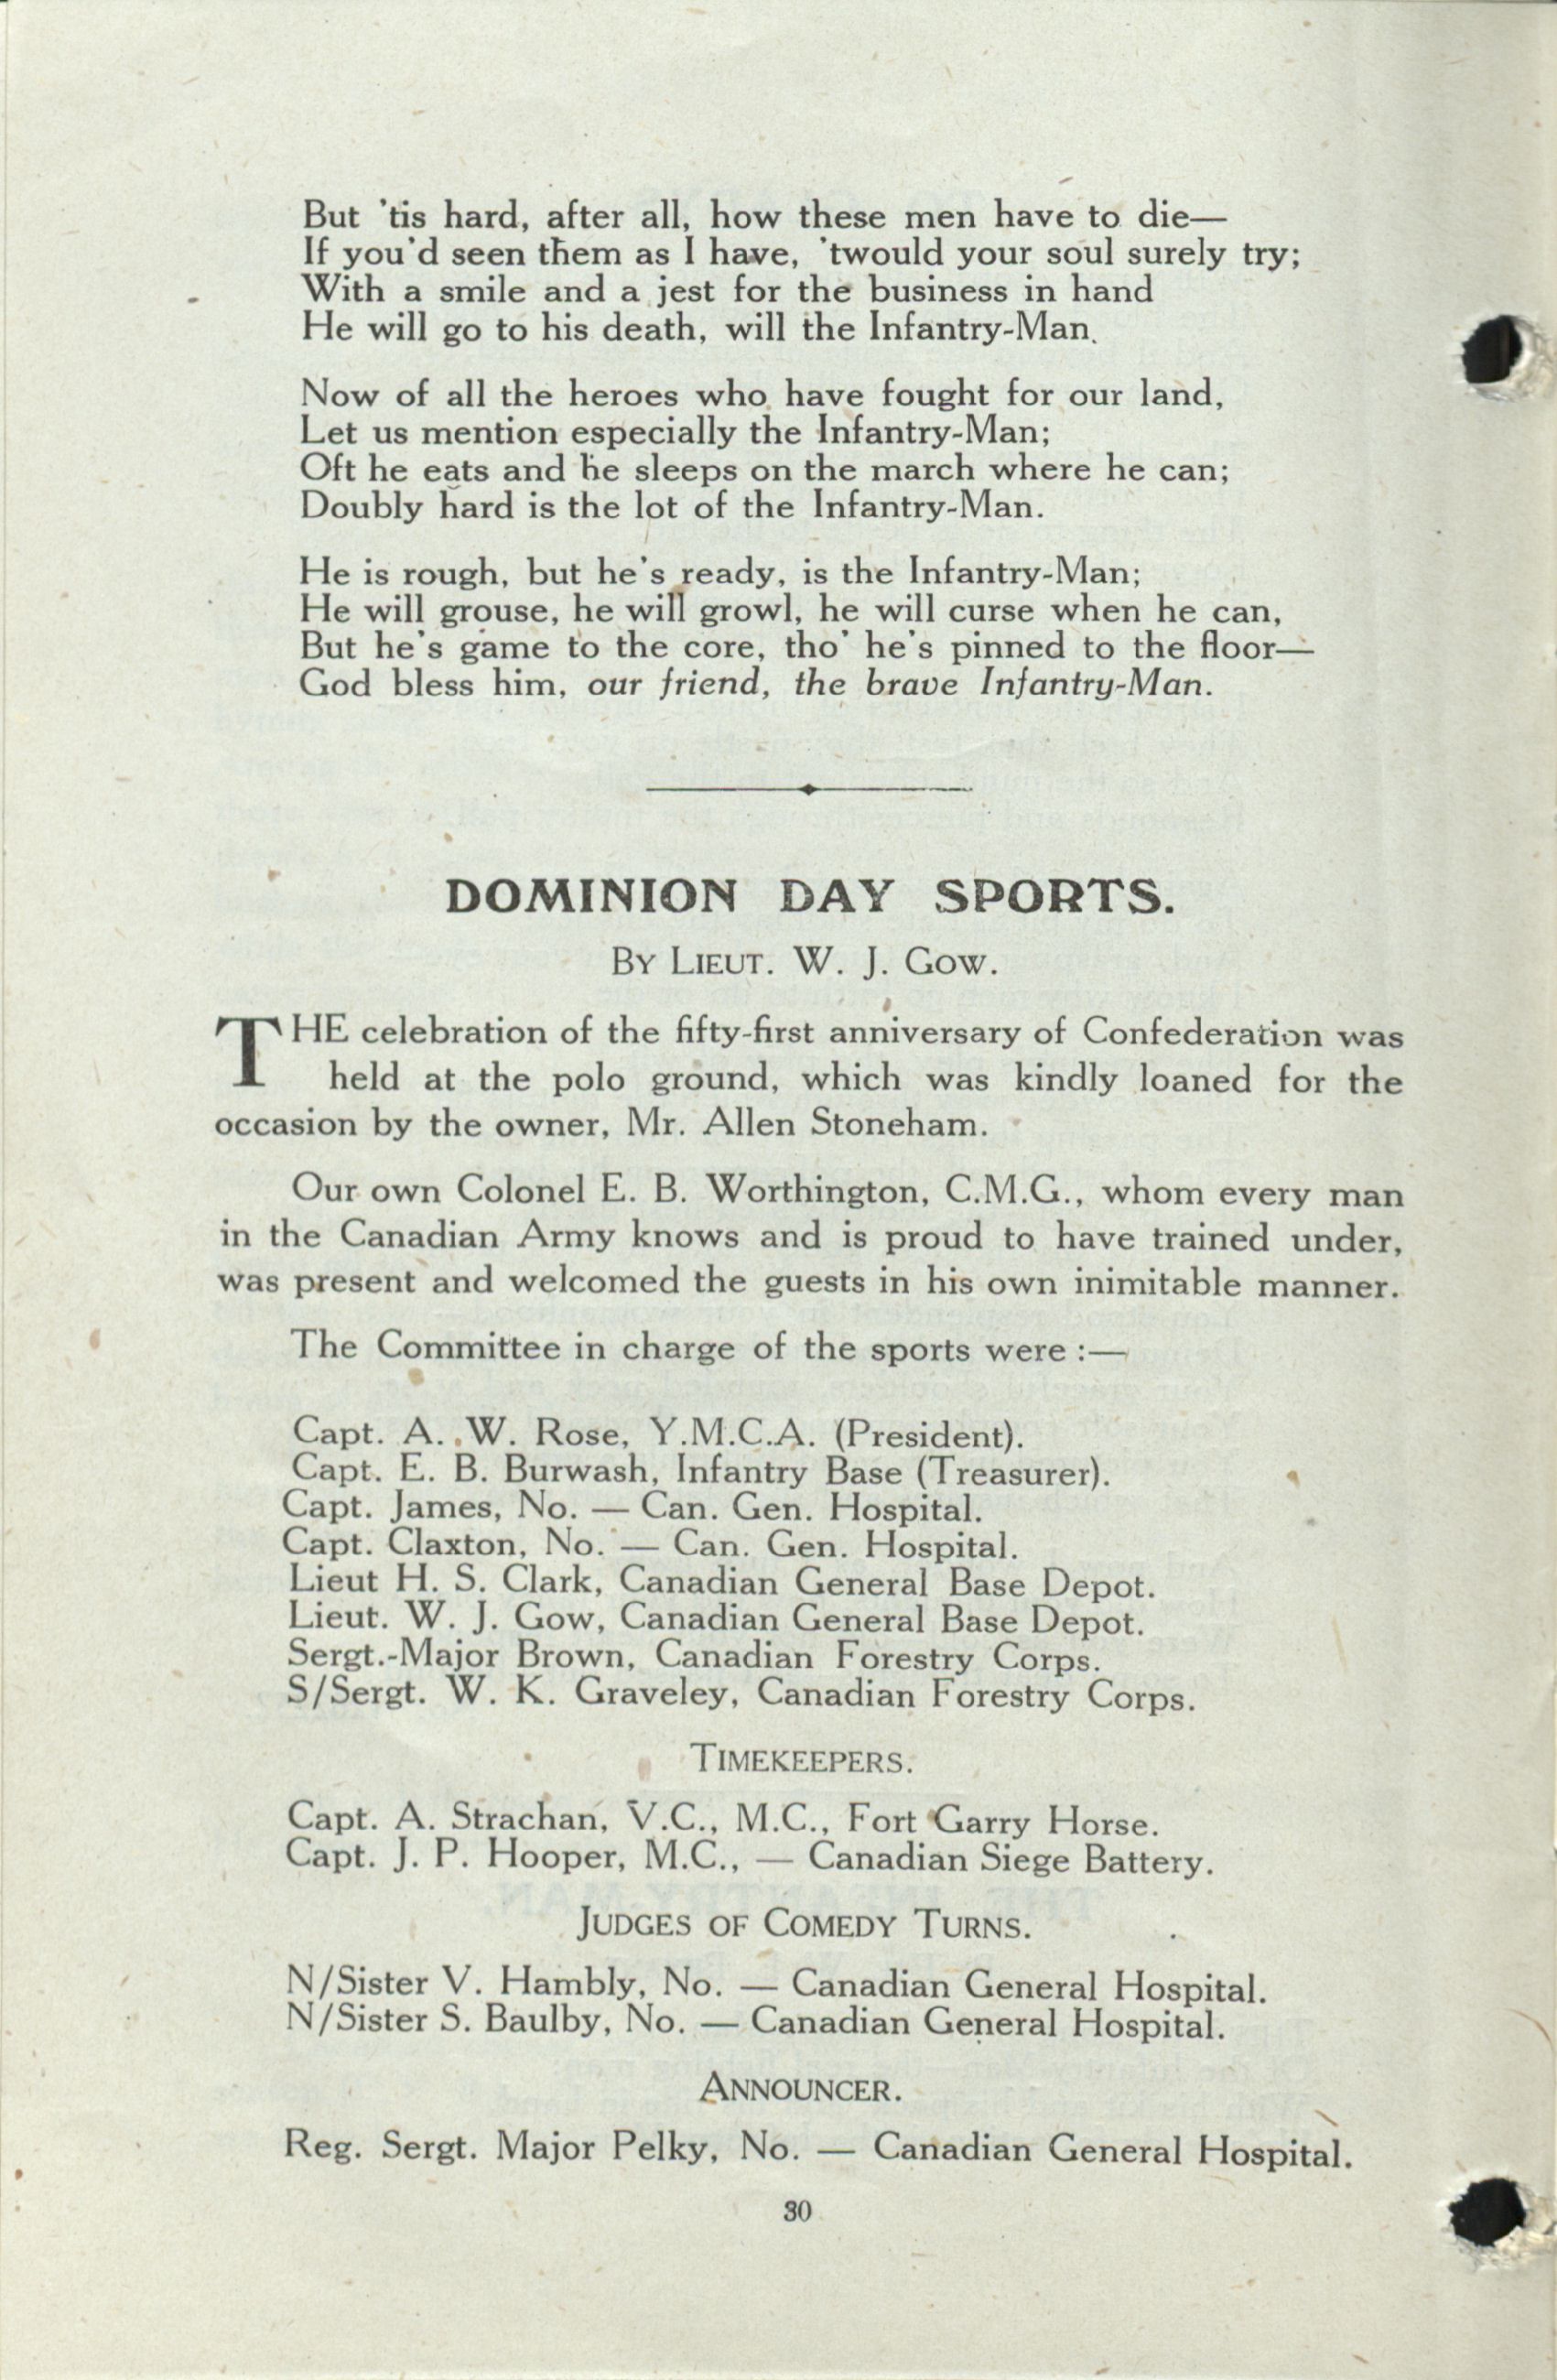 But 'tis hard, after all, how these men have to die—
If you'd seen them as I have, 'twould your soul surely try;
With a smile and a jest for the business in hand
He will go to his death, will the Infantry-Man.
Now of all the heroes who have fought for our land,
Let us mention especially the Infantry-Man;
Oft he eats and he sleeps on the march where he can;
Doubly hard is the lot of the Infantry-Man.
He is rough, but he's ready, is the Infantry-Man;
He will grouse, he will growl, he will curse when he can,
But he's game to the core, tho' he's pinned to the floor—
God bless him, our friend, the brave Infantry-Man.
DOMINION DAY SPORTS.
By Lieut. W. J. Gow.
THE celebration of the fifty-first anniversary of Confederation was
held at the polo ground, which was kindly loaned for the
occasion by the owner, Mr. Allen Stoneham.
Our own Colonel E. B. Worthington, C.M.G., whom every man
in the Canadian Army knows and is proud to have trained under,
was present and welcomed the guests in his own inimitable manner.
The Committee in charge of the sports were :—
Capt. A. W. Rose, Y.M.C.A. (President).
Capt. E. B. Burwash, Infantry Base (Treasurer).
Capt. James, No. — Can. Gen. Hospital.
Capt. Claxton, No. — Can. Gen. Hospital.
Lieut H. S. Clark, Canadian General Base Depot.
Lieut. W. J. Gow, Canadian General Base Depot.
Sergt.-Major Brown, Canadian Forestry Corps.
S/Sergt. W. K. Graveley, Canadian Forestry Corps.
Timekeepers.
Capt. A. Strachan, V.C., M.C., Fort Garry Horse.
Capt. J. P. Hooper, M.C., — Canadian Siege Battery.
Judges of Comedy Turns.
N/Sister V. Hambly, No. — Canadian General Hospital.
N/Sister S. Baulby, No. — Canadian General Hospital.
Announcer.
Reg. Sergt. Major Pelky, No. — Canadian General Hospital.
30